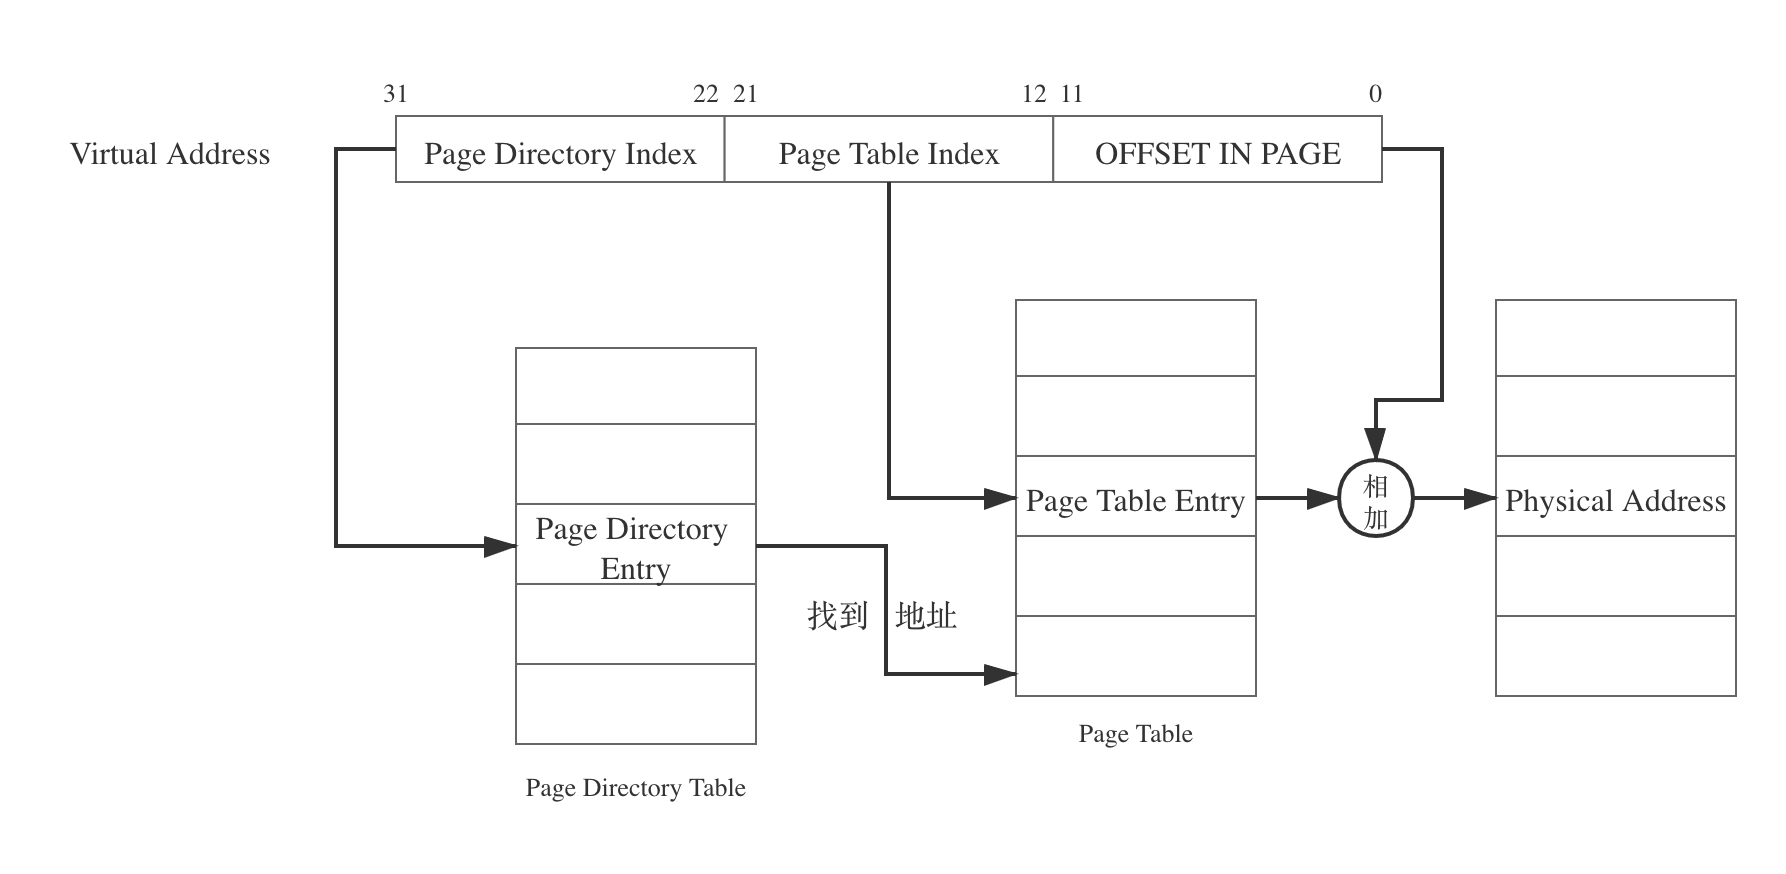 31 22 21 12 11 0
Virtual Address Page Directory Index Page Table Index OFFSET IN PAGE
Page Directory
Entry
找到 地址
Page Table Entry
相
加
Physical Address
Page Table
Page Directory Table